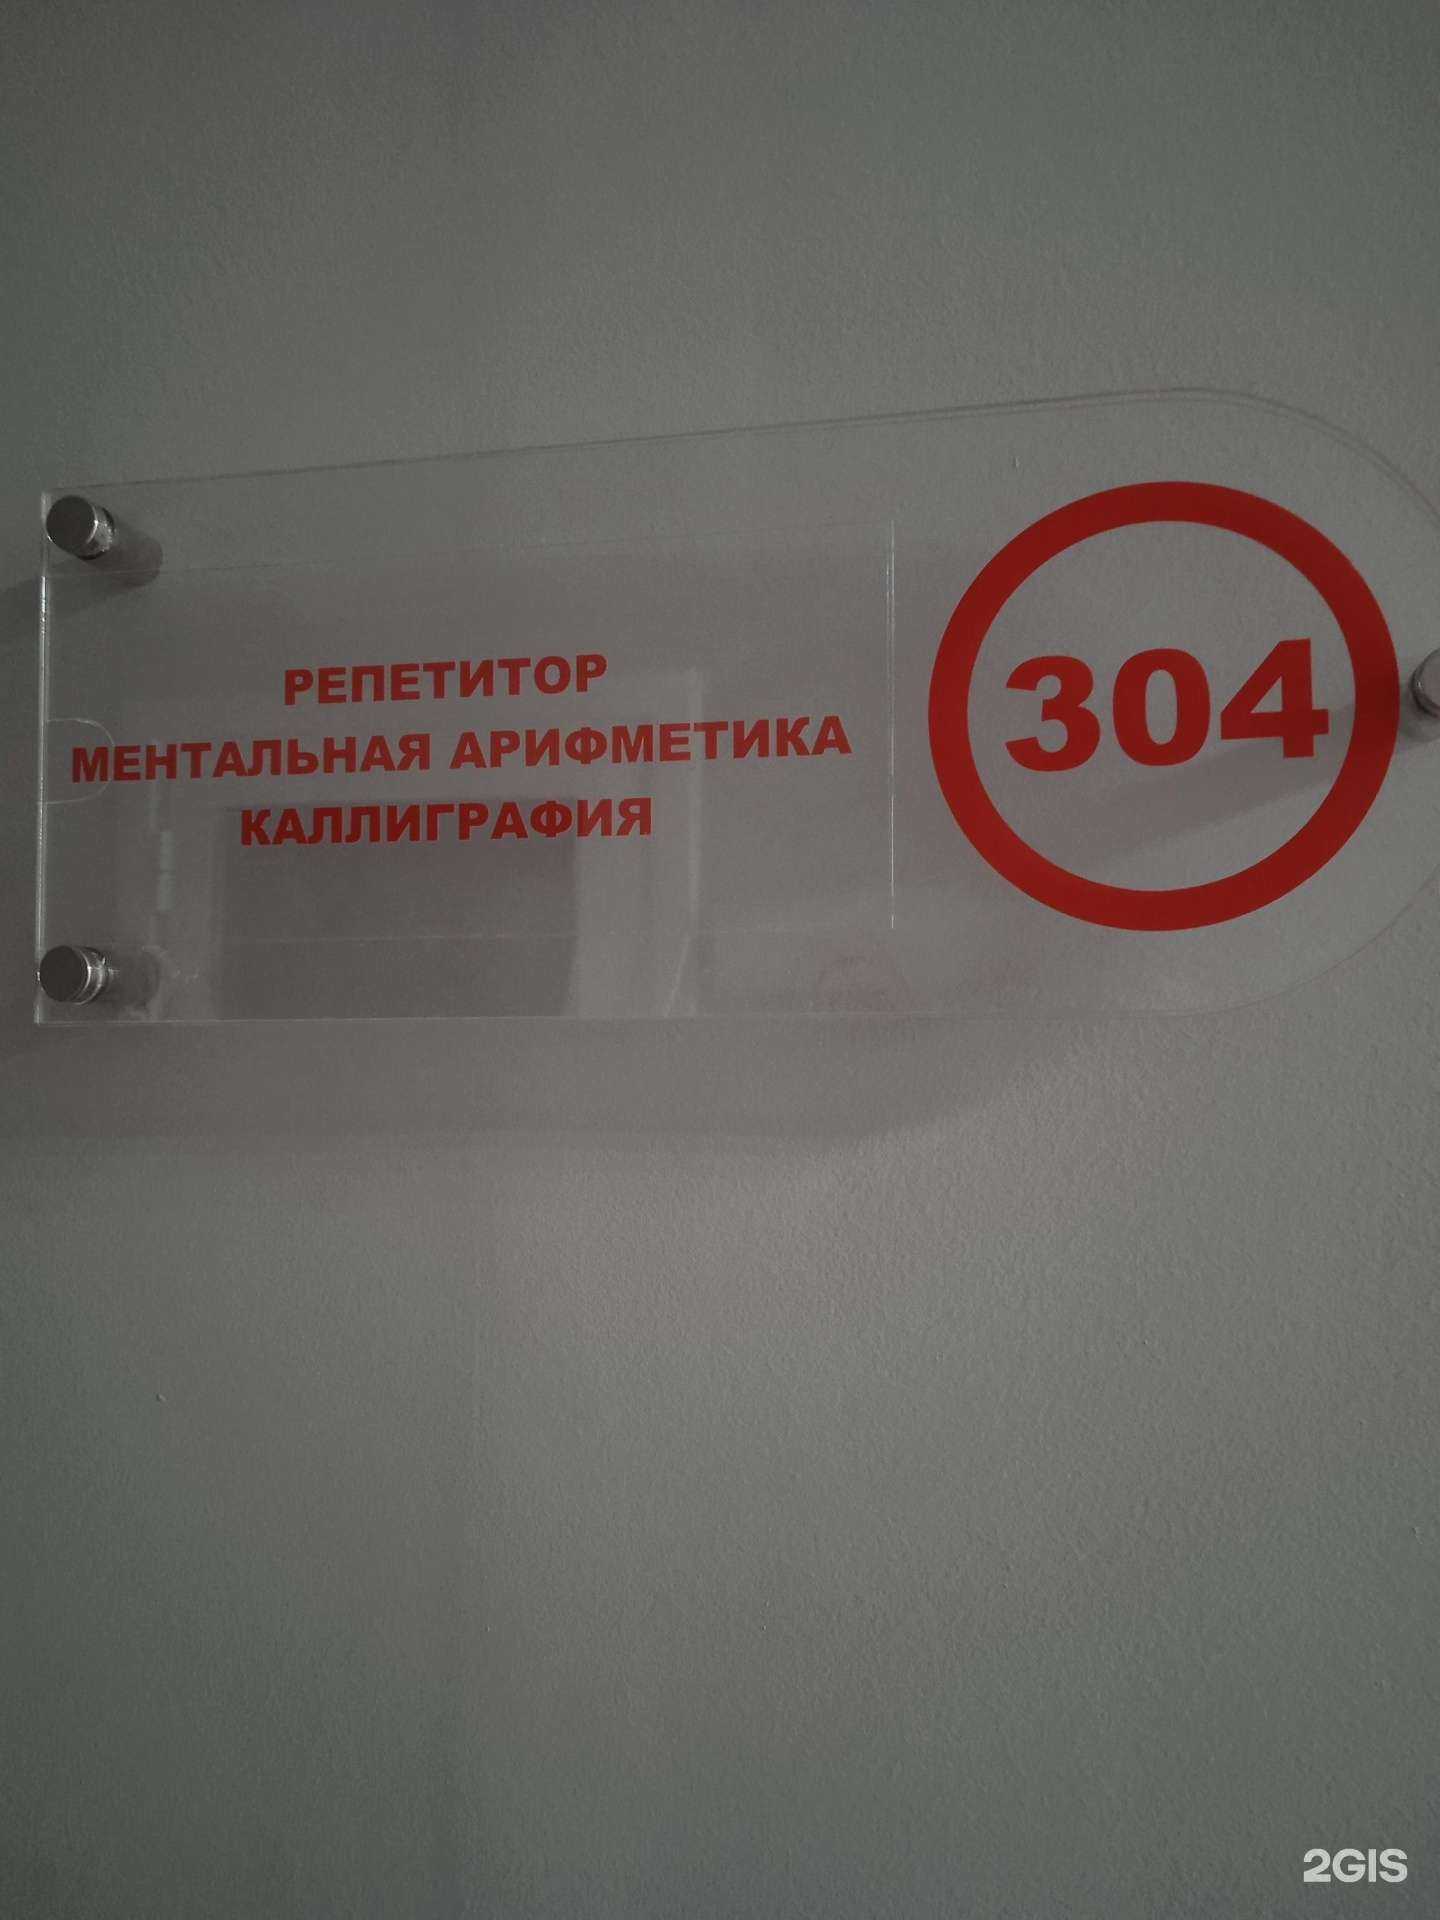 РЕПЕТИТОР
МЕНТАЛЬНАЯ АРИФМЕТИКА
КАЛЛИГРАФИЯ
304
2GIS